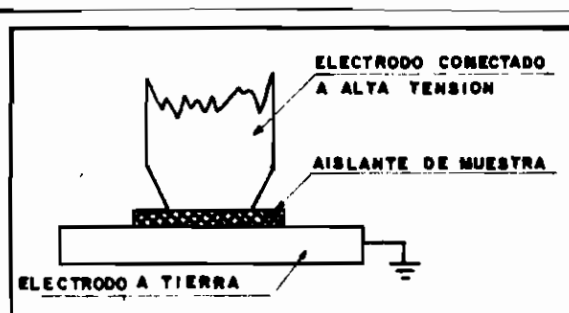 ELECTRODO CONECTADO
A ALTA TENSION
AISLANTE DE MUESTRA
ELECTRODO A TIERRA